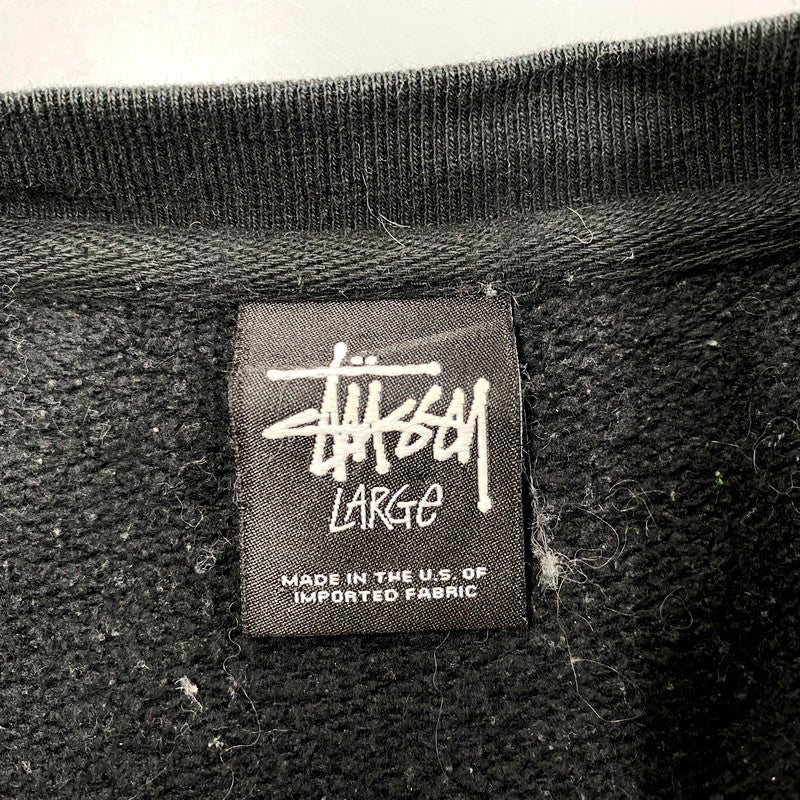 Stüssy
LARGe
MADE IN THE U.S. OF
IMPORTED FABRIC